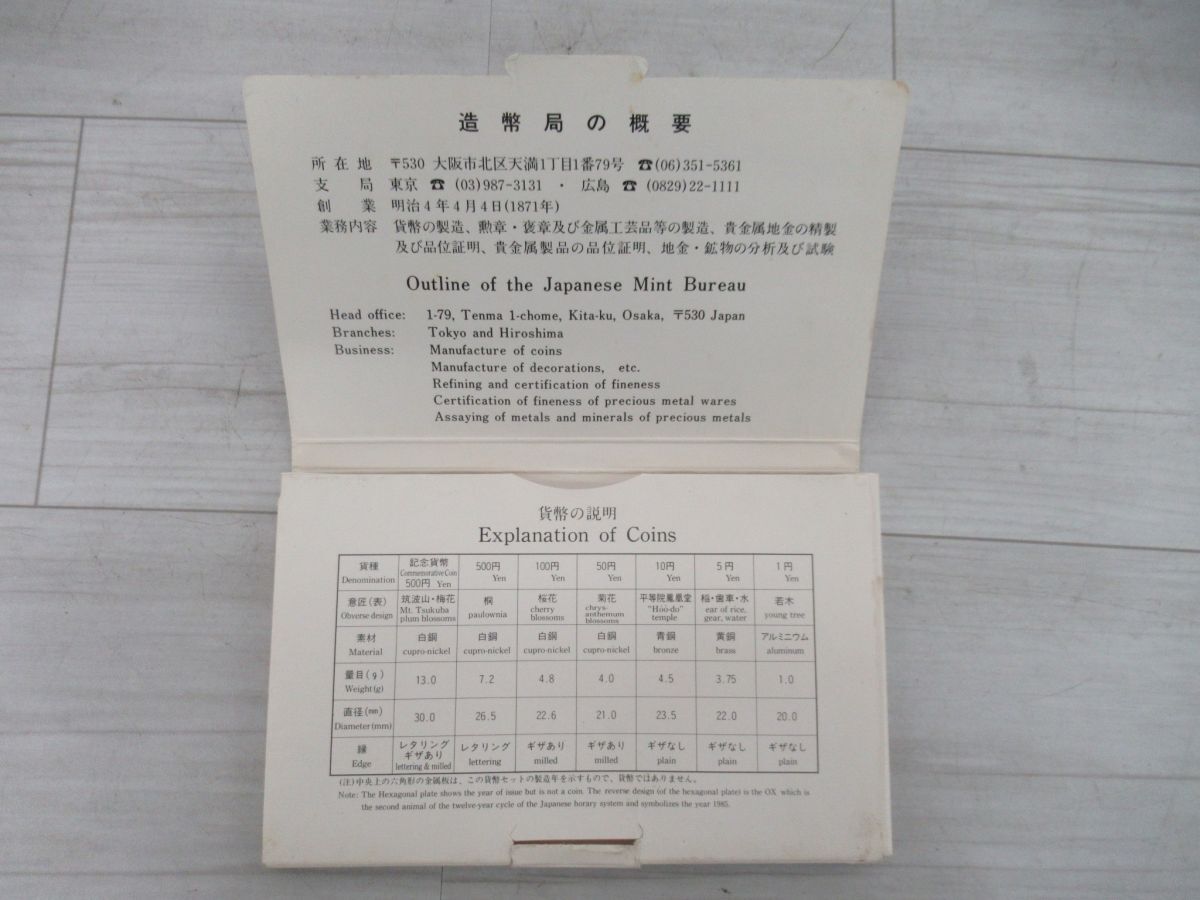 造幣局の概要
所在地 〒530 大阪市北区天満1丁目1番79号 ☎(06)351-5361
支局 東京 ☎ (03)987-3131 ・ 広島 ☎ (0829)22-1111
創業 明治4年4月4日(1871年)
業務内容 貨幣の製造、勲章・褒章及び金属工芸品等の製造、貴金属地金の精製
及び品位証明、貴金属製品の品位証明、地金・鉱物の分析及び試験
Outline of the Japanese Mint Bureau
Head office: 1-79, Tenma 1-chome, Kita-ku, Osaka, 〒530 Japan
Branches: Tokyo and Hiroshima
Business: Manufacture of coins
Manufacture of decorations, etc.
Refining and certification of fineness
Certification of fineness of precious metal wares
Assaying of metals and minerals of precious metals
貨幣の説明
Explanation of Coins
貨種 記念貨幣 500円 100円 50円 10円 5円 1円
Denomination Commemorative Coin 500円 Yen Yen Yen Yen Yen Yen Yen
意匠(表) 筑波山・梅花 桐 桜花 菊花 平等院鳳凰堂 稲・歯車・水 若木
Obverse design Mt. Tsukuba plum blossoms paulownia cherry blossoms chrys-anthemum blossoms "Hōō-do" temple ear of rice, gear, water young tree
素材 白銅 白銅 白銅 白銅 青銅 黄銅 アルミニウム
Material cupro-nickel cupro-nickel cupro-nickel cupro-nickel bronze brass aluminum
量目(g) 13.0 7.2 4.8 4.0 4.5 3.75 1.0
Weight(g)
直径(mm) 30.0 26.5 22.6 21.0 23.5 22.0 20.0
Diameter(mm)
縁 レタリング ギザあり レタリング ギザあり ギザあり ギザなし ギザなし ギザなし
Edge lettering & milled lettering milled milled plain plain plain
(注)中央上の六角形の金属板は、この貨幣セットの製造年を示すもので、貨幣ではありません。
Note: The Hexagonal plate shows the year of issue but is not a coin. The reverse design (of the hexagonal plate) is the OX which is
the second animal of the twelve-year cycle of the Japanese horary system and symbolizes the year 1985.